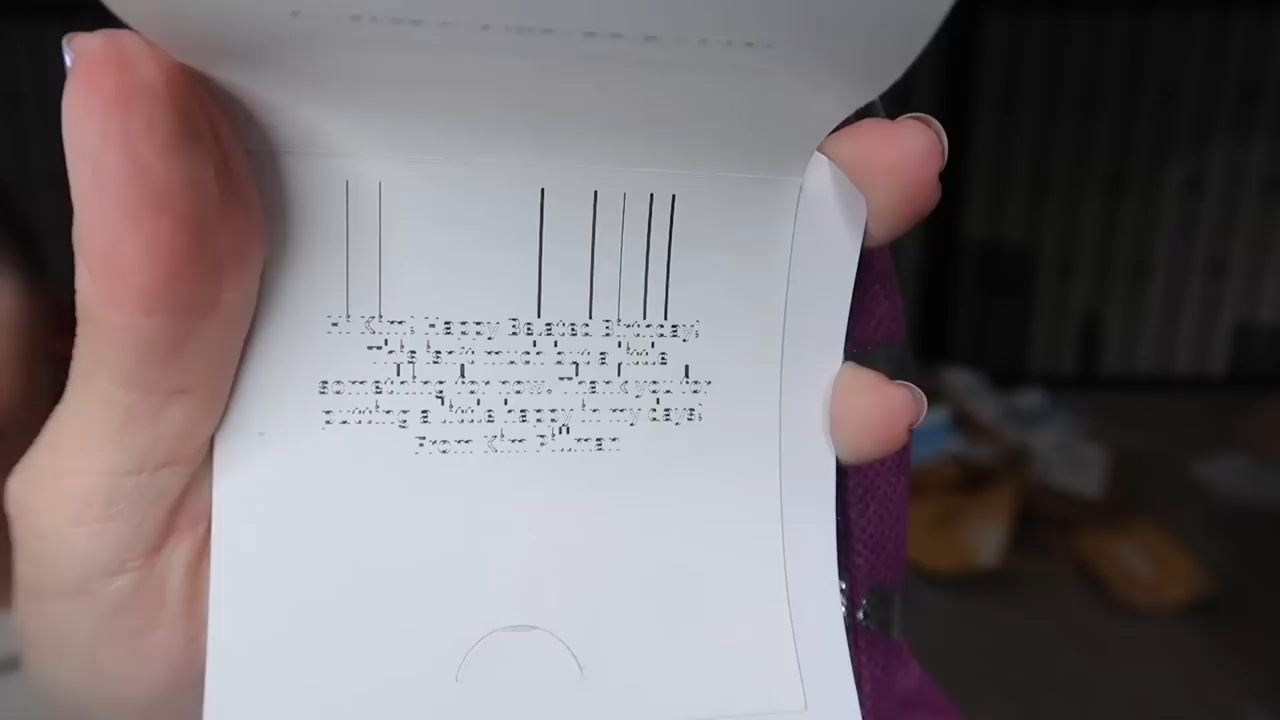 Hi Kim, Happy Belated Birthday!
This isn't much but a little
something for now. Thank you for
putting a little happy in my days!
From Kim Pittman